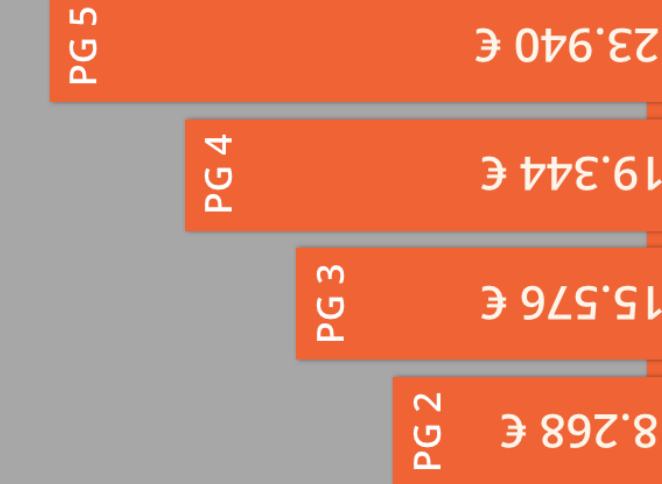 PG 5
23.940 €
PG 4
19.344 €
PG 3
15.576 €
PG 2
8.268 €